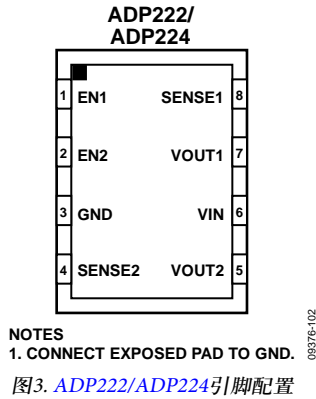 ADP222/
ADP224
1 EN1 SENSE1 8
2 EN2 VOUT1 7
3 GND VIN 6
4 SENSE2 VOUT2 5
NOTES
1. CONNECT EXPOSED PAD TO GND.
09376-102
图3. ADP222/ADP224引脚配置